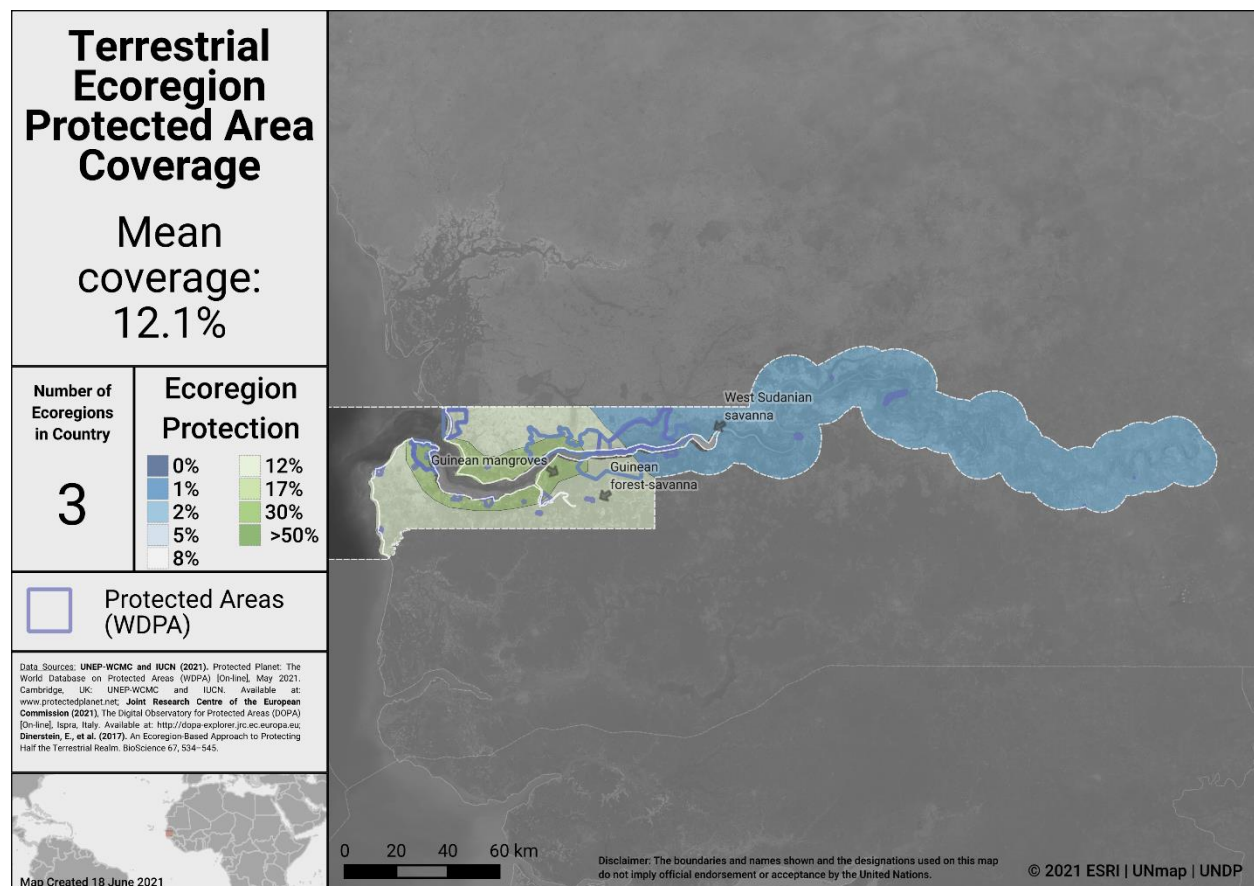 Terrestrial
Ecoregion
Protected Area
Coverage
Mean
coverage:
12.1%
Number of
Ecoregions
in Country
3
Ecoregion
Protection
0%
1%
2%
5%
8%
12%
17%
30%
>50%
Protected Areas
(WDPA)
Data Sources: UNEP-WCMC and IUCN (2021). Protected Planet: The
World Database on Protected Areas (WDPA) [On-line], May 2021.
Cambridge, UK: UNEP-WCMC and IUCN. Available at:
www.protectedplanet.net; Joint Research Centre of the European
Commission (2021), The Digital Observatory for Protected Areas (DOPA)
[On-line], Ispra, Italy. Available at: http://dopa-explorer.jrc.ec.europa.eu;
Dinerstein, E., et al. (2017). An Ecoregion-Based Approach to Protecting
Half the Terrestrial Realm. BioScience 67, 534–545.
Map Created 18 June 2021
West Sudanian
savanna
Guinean mangroves
Guinean
forest-savanna
0 20 40 60 km
Disclaimer: The boundaries and names shown and the designations used on this map
do not imply official endorsement or acceptance by the United Nations.
© 2021 ESRI | UNmap | UNDP